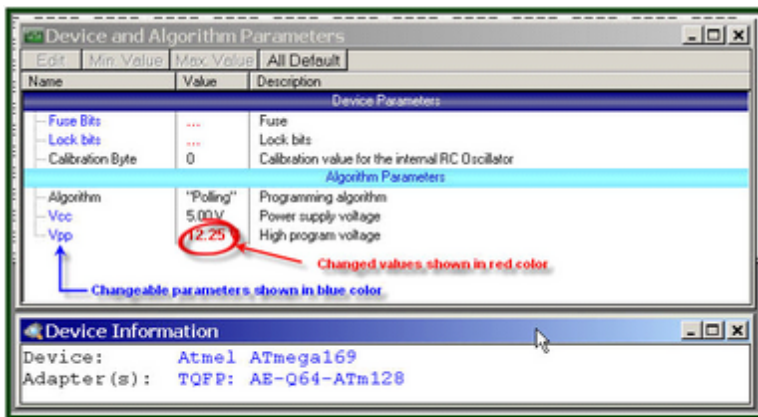 Device and Algorithm Parameters
Edit Min. Value Max. Value All Default
Name Value Description
Device Parameters
Fuse Bits ... Fuse
Lock bits ... Lock bits
Calibration Byte 0 Calibration value for the internal RC Oscillator
Algorithm Parameters
Algorithm "Polling" Programming algorithm
Vcc 5.00 V Power supply voltage
Vpp 12.25 High program voltage
Changed values shown in red color
Changeable parameters shown in blue color
Device Information
Device: Atmel ATmega169
Adapter(s): TQFP: AE-Q64-ATm128